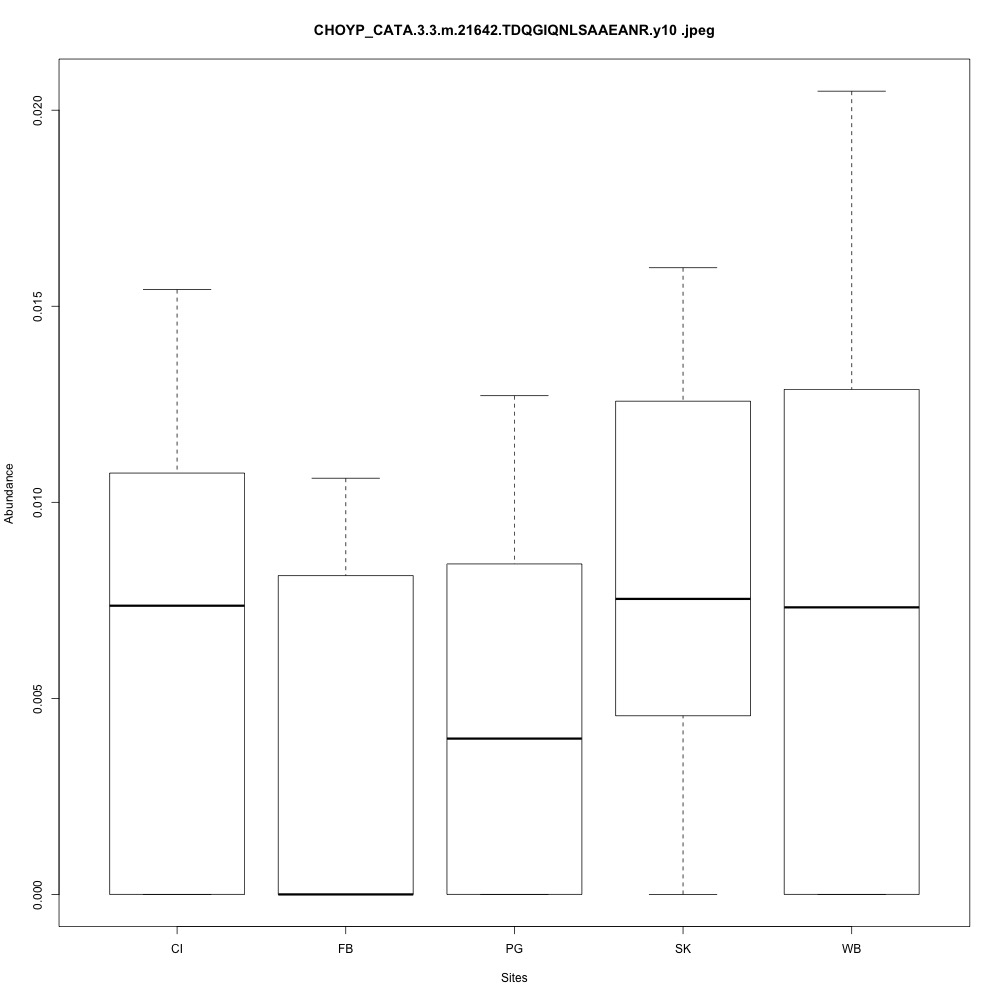 CHOYP_CATA.3.3.m.21642.TDQGIQNLSAAEANR.y10 .jpeg
0.020
0.015
0.010
0.005
0.000
Abundance
CI FB PG SK WB
Sites